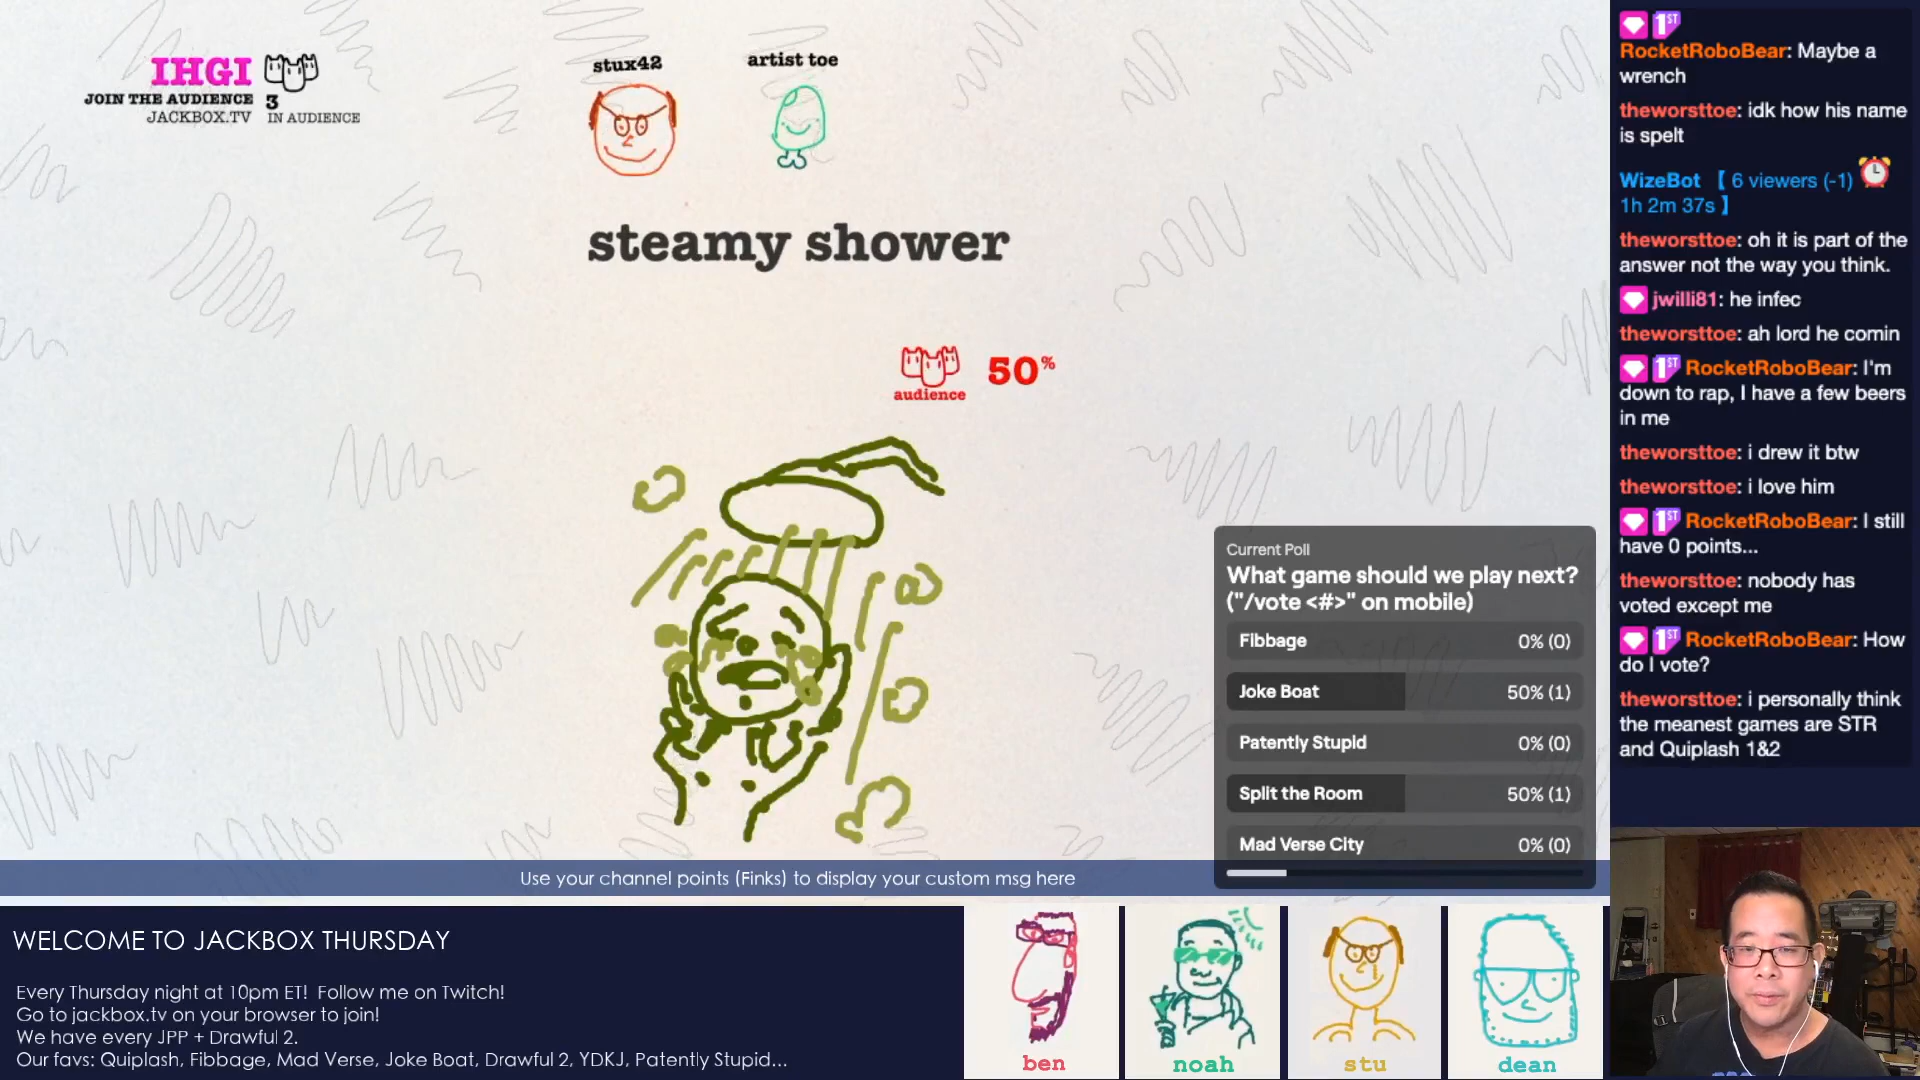 IHGI
JOIN THE AUDIENCE
JACKBOX.TV
3
IN AUDIENCE
stux42
artist toe
steamy shower
audience
50%
Current Poll
What game should we play next?
("/vote <#>" on mobile)
Fibbage 0% (0)
Joke Boat 50% (1)
Patently Stupid 0% (0)
Split the Room 50% (1)
Mad Verse City 0% (0)
Use your channel points (Finks) to display your custom msg here
WELCOME TO JACKBOX THURSDAY
Every Thursday night at 10pm ET! Follow me on Twitch!
Go to jackbox.tv on your browser to join!
We have every JPP + Drawful 2.
Our favs: Quiplash, Fibbage, Mad Verse, Joke Boat, Drawful 2, YDKJ, Patently Stupid...
ben
noah
stu
dean
1ST
RocketRoboBear: Maybe a
wrench
theworsttoe: idk how his name
is spelt
WizeBot 【 6 viewers (-1)
1h 2m 37s 】
theworsttoe: oh it is part of the
answer not the way you think.
jwilli81: he infec
theworsttoe: ah lord he comin
1ST RocketRoboBear: I'm
down to rap, I have a few beers
in me
theworsttoe: i drew it btw
theworsttoe: i love him
1ST RocketRoboBear: I still
have 0 points...
theworsttoe: nobody has
voted except me
1ST RocketRoboBear: How
do I vote?
theworsttoe: i personally think
the meanest games are STR
and Quiplash 1&2